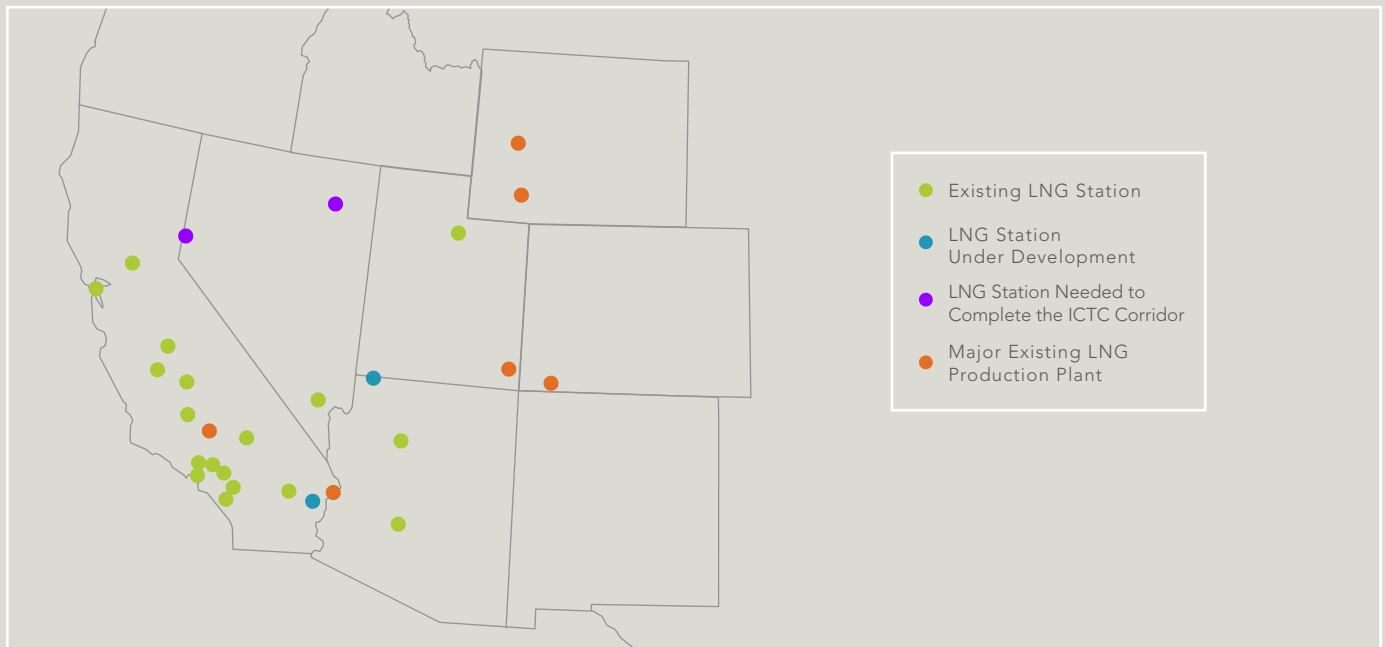 Existing LNG Station
LNG Station
Under Development
LNG Station Needed to
Complete the ICTC Corridor
Major Existing LNG
Production Plant